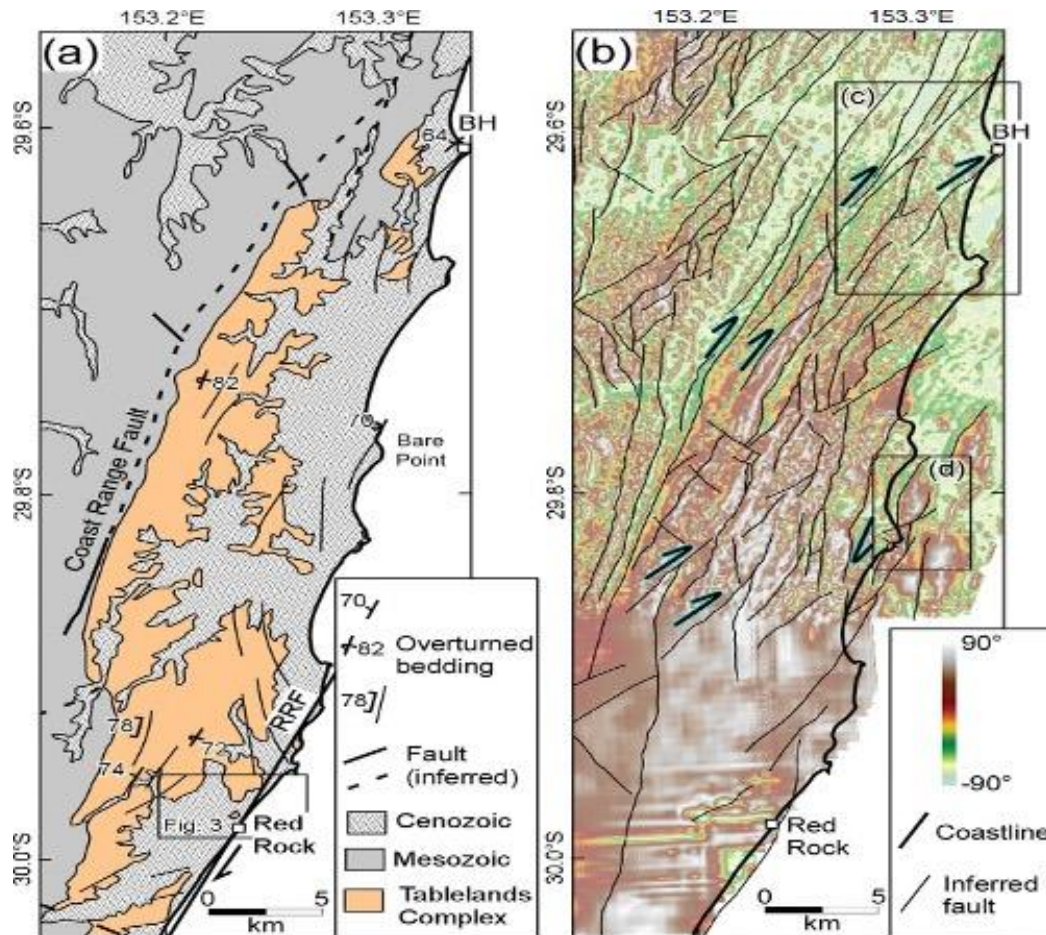 153.2°
153.3°
(a)
64
BH
29.6°S
82
70
Bare
Point
Coast Range Fault
29.8°S
RRF
78
72
74
Fig. 3
Red
Rock
30.0°S
0 5
km
70
82 Overturned
bedding
78
Fault
(inferred)
Cenozoic
Mesozoic
Tablelands
Complex
153.2°
153.3°
(b)
(c)
BH
29.6°S
(d)
29.6°S
Red
Rock
30.0°S
0 5
km
90°
-90°
Coastline
Inferred
fault